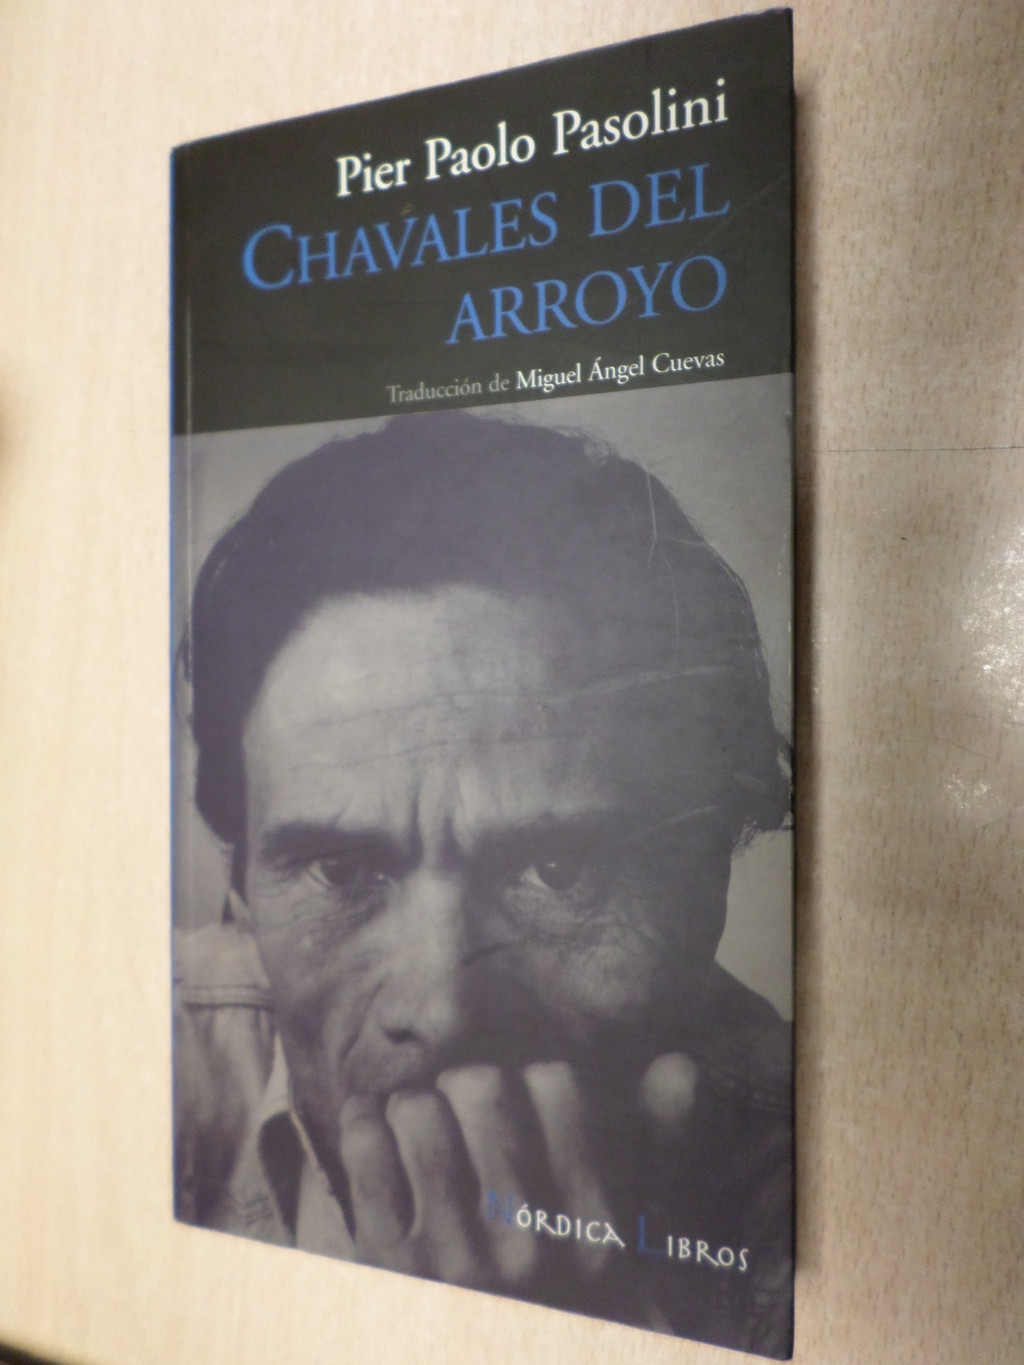 Pier Paolo Pasolini
CHAVALES DEL
ARROYO
Traducción de Miguel Ángel Cuevas
NÓRDICA LIBROS